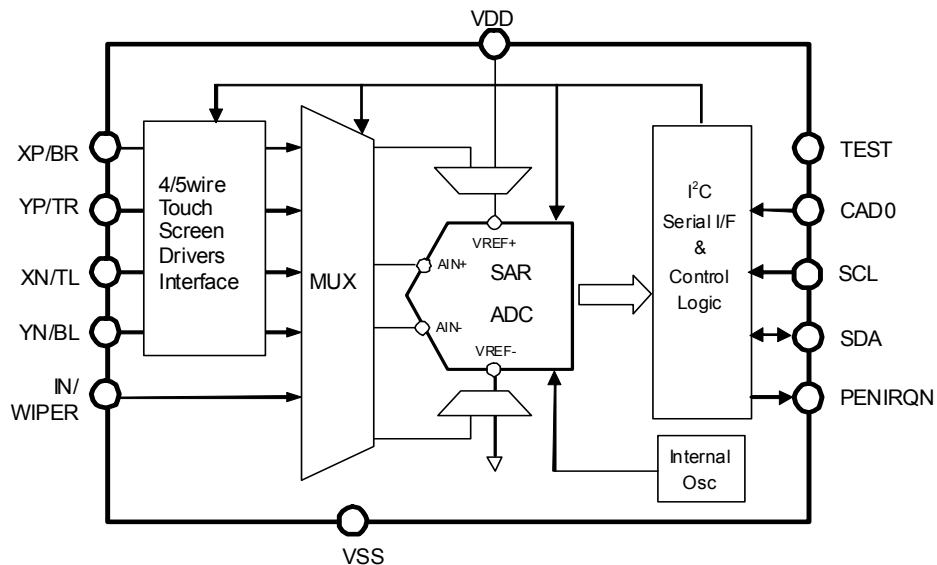 VDD
XP/BR
YP/TR
XN/TL
YN/BL
IN/
WIPER
4/5wire
Touch
Screen
Drivers
Interface
MUX
VREF+
AIN+
SAR
ADC
AIN-
VREF-
I²C
Serial I/F
&
Control
Logic
Internal
Osc
TEST
CAD0
SCL
SDA
PENIRQN
VSS